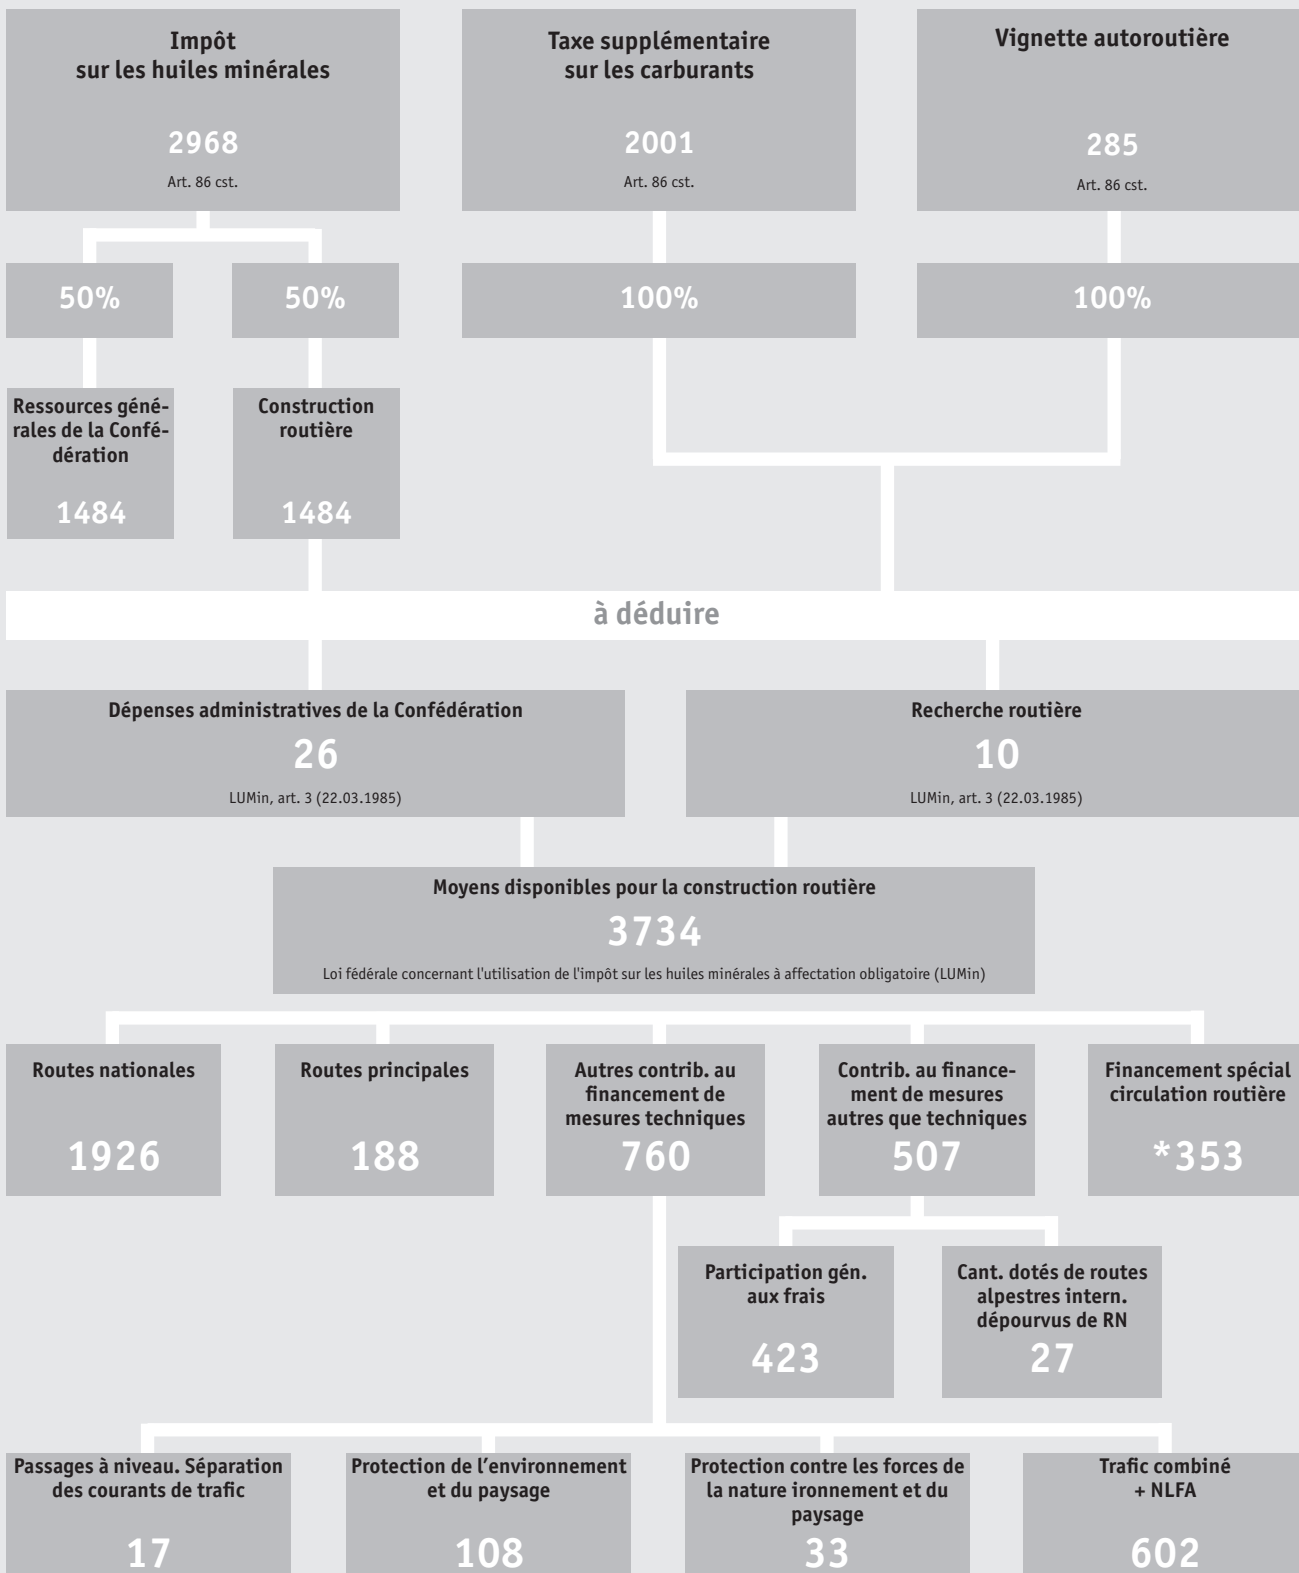 Impôt
sur les huiles minérales
2968
Art. 86 cst.
Taxe supplémentaire
sur les carburants
2001
Art. 86 cst.
Vignette autoroutière
285
Art. 86 cst.
50%
50%
100%
100%
Ressources géné-
rales de la Confé-
dération
1484
Construction
routière
1484
à déduire
Dépenses administratives de la Confédération
26
LUMin, art. 3 (22.03.1985)
Recherche routière
10
LUMin, art. 3 (22.03.1985)
Moyens disponibles pour la construction routière
3734
Loi fédérale concernant l'utilisation de l'impôt sur les huiles minérales à affectation obligatoire (LUMin)
Routes nationales
1926
Routes principales
188
Autres contrib. au
financement de
mesures techniques
760
Contrib. au finance-
ment de mesures
autres que techniques
507
Financement spécial
circulation routière
*353
Participation gén.
aux frais
423
Cant. dotés de routes
alpestres intern.
dépourvus de RN
27
Passages à niveau. Séparation
des courants de trafic
17
Protection de l'environnement
et du paysage
108
Protection contre les forces de
la nature ironnement et du
paysage
33
Trafic combiné
+ NLFA
602